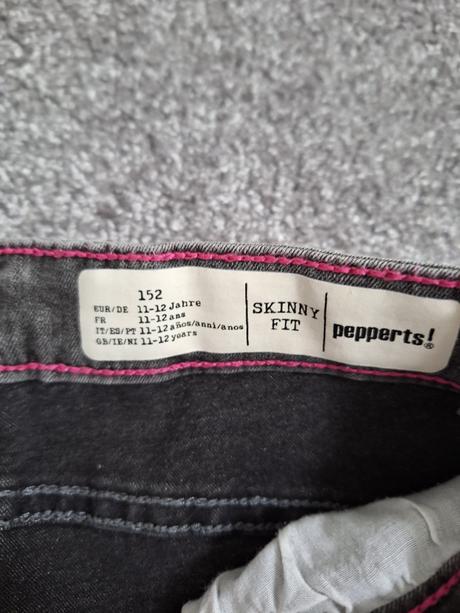 152
EUR/DE 11-12 Jahre
FR 11-12 ans
IT/ES/PT 11-12 años/anni/anos
GB/IE/NI 11-12 years
SKINNY
FIT
pepperts!®